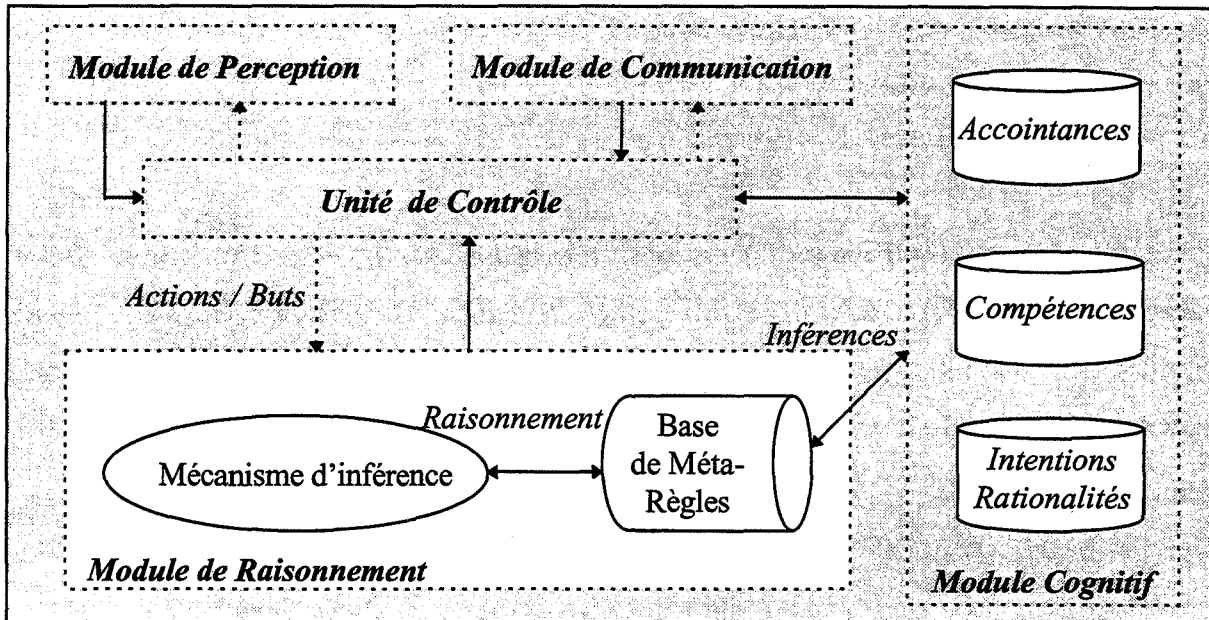 Module de Perception
Module de Communication
Accointances
Unité de Contrôle
Actions / Buts
Compétences
Inférences
Raisonnement
Mécanisme d'inférence
Base
de Méta-
Règles
Intentions
Rationalités
Module de Raisonnement
Module Cognitif